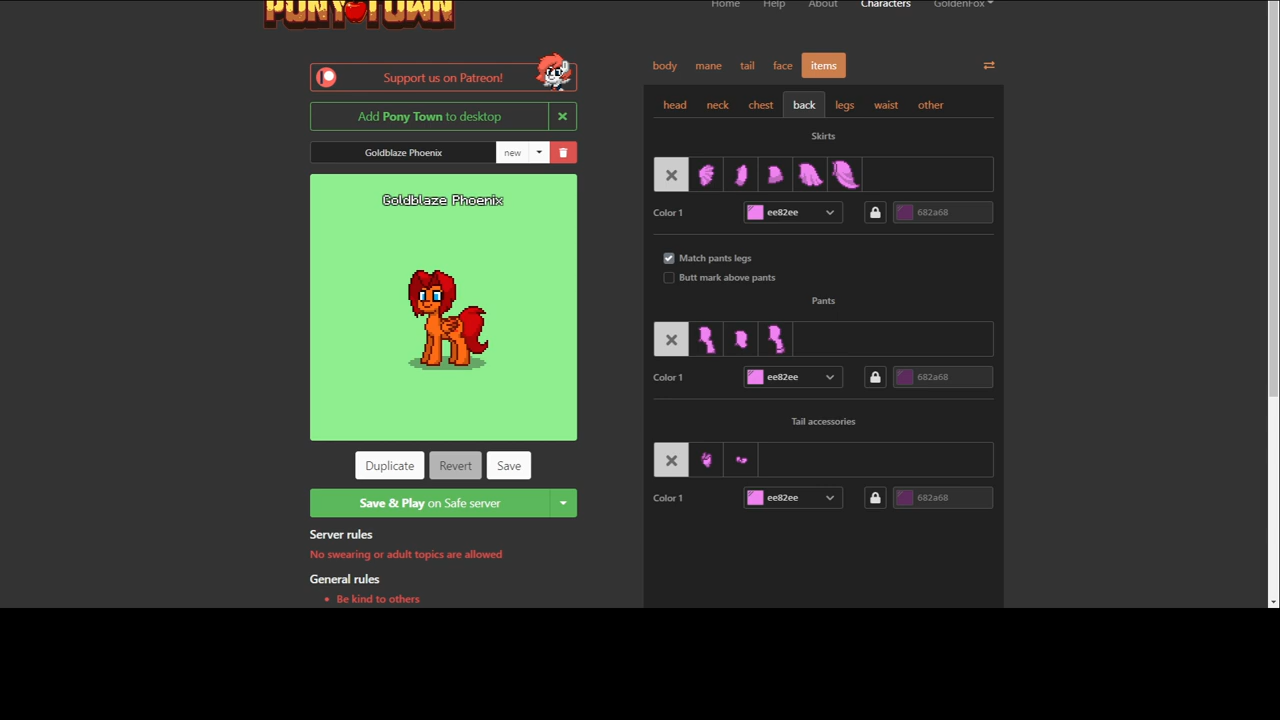 PONY TOWN
Home Help About Characters GoldenFox
Support us on Patreon!
Add Pony Town to desktop
Goldblaze Phoenix new
Goldblaze Phoenix
Duplicate Revert Save
Save & Play on Safe server
Server rules
No swearing or adult topics are allowed
General rules
Be kind to others
body mane tail face items
head neck chest back legs waist other
Skirts
Color 1 ee82ee 682a68
Match pants legs
Butt mark above pants
Pants
Color 1 ee82ee 682a68
Tail accessories
Color 1 ee82ee 682a68